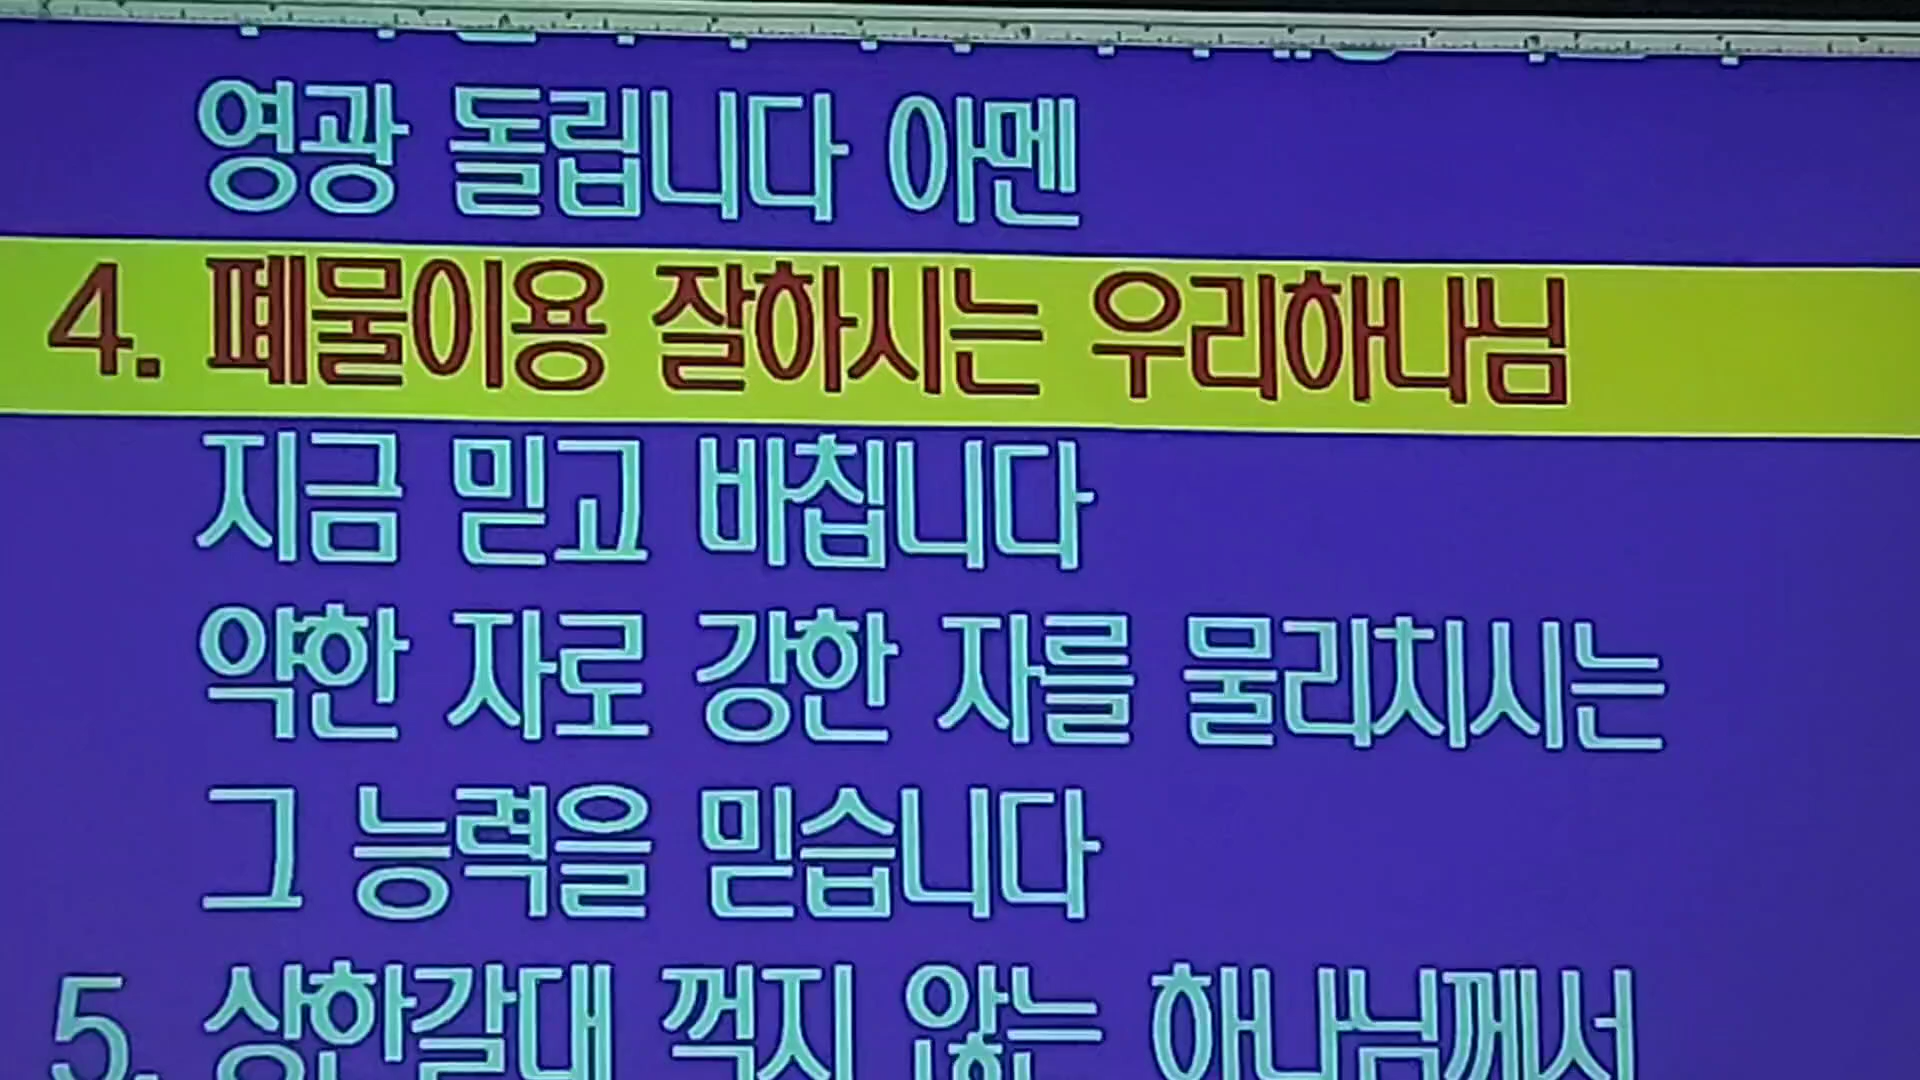 영광 돌립니다 아멘
4. 폐물이용 잘하시는 우리하나님
지금 믿고 바칩니다
약한 자로 강한 자를 물리치시는
그 능력을 믿습니다
5. 상한갈대 꺾지 않는 하나님께서